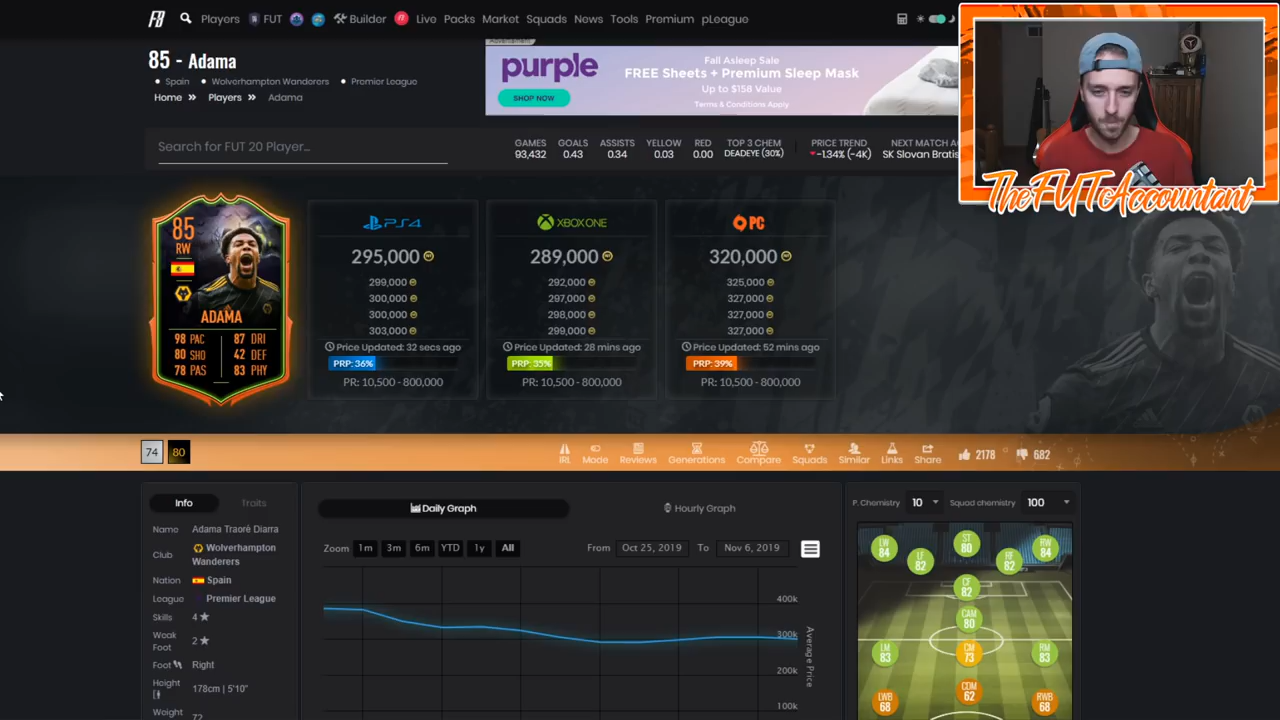 FB Players FUT Builder Live Packs Market Squads News Tools Premium pLeague
85 - Adama
Spain Wolverhampton Wanderers Premier League
Home Players Adama
Advertisement
purple
SHOP NOW
Fall Asleep Sale
FREE Sheets + Premium Sleep Mask
Up to $158 Value
Terms & Conditions Apply
TheFUTAccountant
Search for FUT 20 Player...
GAMES GOALS ASSISTS YELLOW RED TOP 3 CHEM PRICE TREND NEXT MATCH
93,432 0.43 0.34 0.03 0.00 DEADEYE (30%) -1.34% (-4K) SK Slovan Bratis
85
RW
ADAMA
98 PAC 87 DRI
80 SHO 42 DEF
78 PAS 83 PHY
PS4
295,000
299,000
300,000
300,000
303,000
Price Updated: 32 secs ago
PRP: 36%
PR: 10,500 - 800,000
XBOX ONE
289,000
292,000
297,000
298,000
299,000
Price Updated: 28 mins ago
PRP: 35%
PR: 10,500 - 800,000
PC
320,000
325,000
327,000
327,000
327,000
Price Updated: 52 mins ago
PRP: 39%
PR: 10,500 - 800,000
74 80
IRL Mode Reviews Generations Compare Squads Similar Links Share 2178 682
Info Traits
Name Adama Traoré Diarra
Club Wolverhampton Wanderers
Nation Spain
League Premier League
Skills 4
Weak Foot 2
Foot Right
Height 178cm | 5'10"
Weight 72
Daily Graph Hourly Graph
Zoom 1m 3m 6m YTD 1y All From Oct 25, 2019 To Nov 6, 2019
400k
300k
200k
100k
Average Price
P. Chemistry 10 Squad chemistry 100
LW 84
LF 82
ST 80
RF 82
RW 84
CF 82
CAM 80
LM 83
CM 73
RM 83
LWB 68
CDM 62
RWB 68